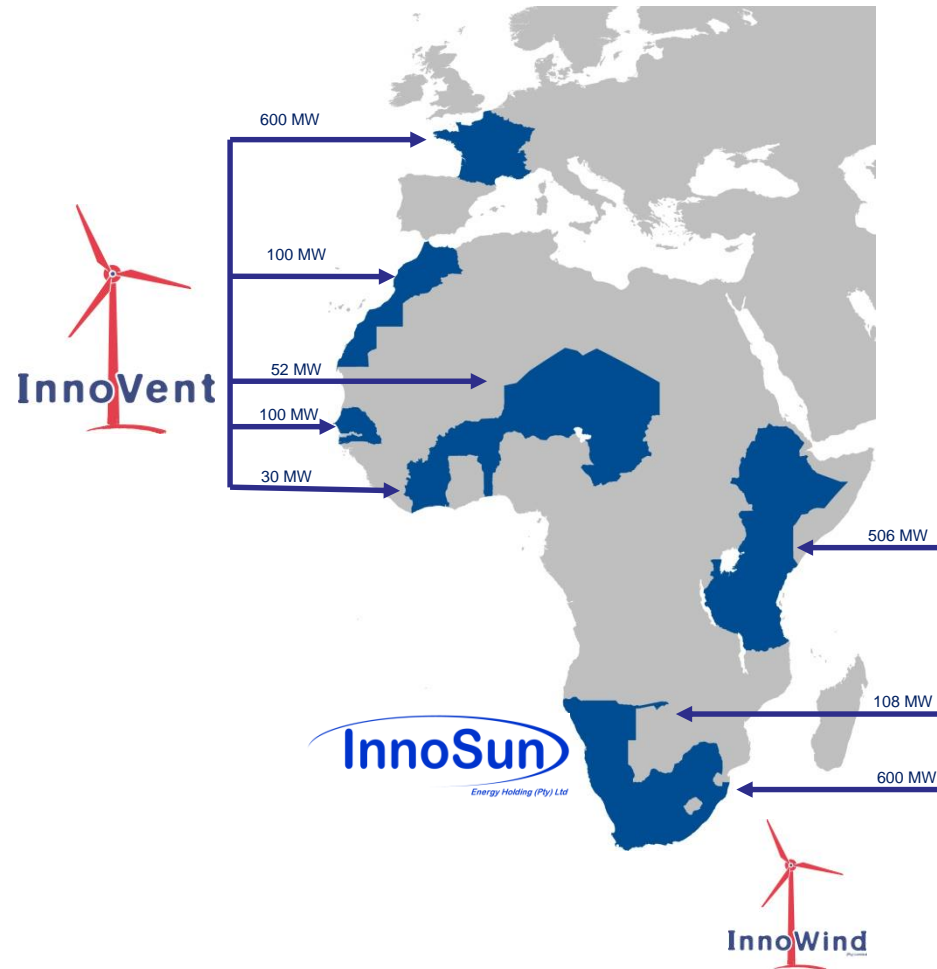 600 MW
100 MW
InnoVent
52 MW
100 MW
30 MW
506 MW
108 MW
InnoSun
Energy Holding (Pty) Ltd
600 MW
InnoWind